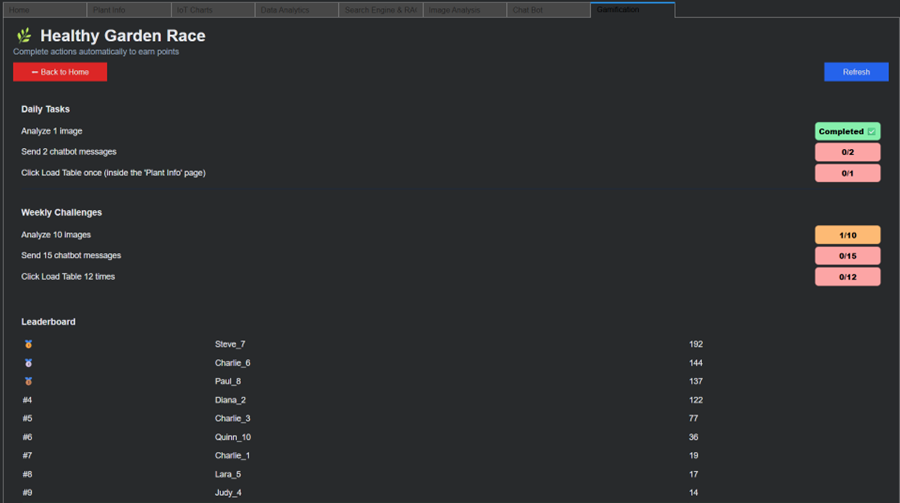 Home Plant Info IoT Charts Data Analytics Search Engine & RA Image Analysis Chat Bot Gamification
Healthy Garden Race
Complete actions automatically to earn points
Back to Home Refresh
Daily Tasks
Analyze 1 image Completed
Send 2 chatbot messages 0/2
Click Load Table once (inside the 'Plant Info' page) 0/1
Weekly Challenges
Analyze 10 images 1/10
Send 15 chatbot messages 0/15
Click Load Table 12 times 0/12
Leaderboard
Steve_7 192
Charlie_6 144
Paul_8 137
#4 Diana_2 122
#5 Charlie_3 77
#6 Quinn_10 36
#7 Charlie_1 19
#8 Lara_5 17
#9 Judy_4 14